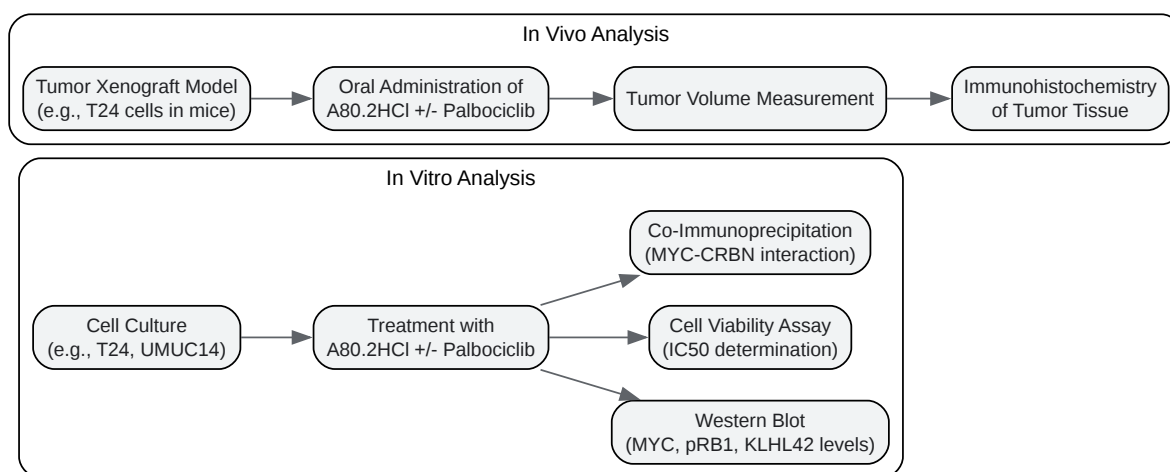 In Vivo Analysis
Tumor Xenograft Model
(e.g., T24 cells in mice)
Oral Administration of
A80.2HCl +/- Palbociclib
Tumor Volume Measurement
Immunohistochemistry
of Tumor Tissue
In Vitro Analysis
Cell Culture
(e.g., T24, UMUC14)
Treatment with
A80.2HCl +/- Palbociclib
Co-Immunoprecipitation
(MYC-CRBN interaction)
Cell Viability Assay
(IC50 determination)
Western Blot
(MYC, pRB1, KLHL42 levels)